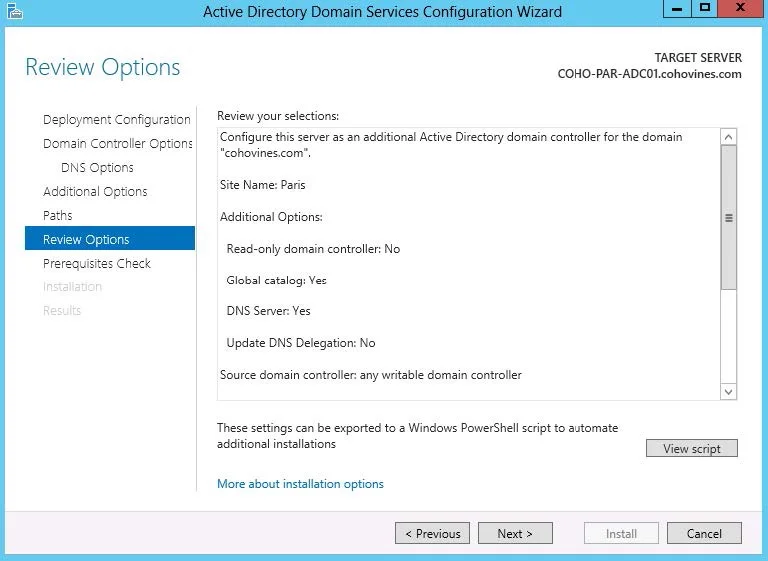 Active Directory Domain Services Configuration Wizard
Review Options
TARGET SERVER
COHO-PAR-ADC01.cohovines.com
Deployment Configuration
Domain Controller Options
DNS Options
Additional Options
Paths
Review Options
Prerequisites Check
Installation
Results
Review your selections:
Configure this server as an additional Active Directory domain controller for the domain
"cohovines.com".
Site Name: Paris
Additional Options:
Read-only domain controller: No
Global catalog: Yes
DNS Server: Yes
Update DNS Delegation: No
Source domain controller: any writable domain controller
These settings can be exported to a Windows PowerShell script to automate
additional installations
View script
More about installation options
< Previous
Next >
Install
Cancel